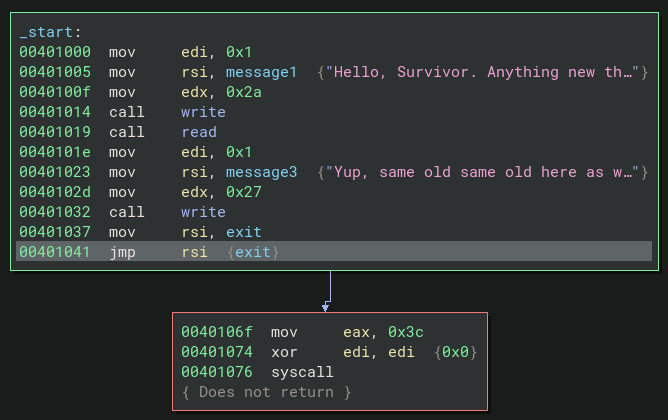 _start:
00401000 mov edi, 0x1
00401005 mov rsi, message1 {"Hello, Survivor. Anything new th…"}
0040100f mov edx, 0x2a
00401014 call write
00401019 call read
0040101e mov edi, 0x1
00401023 mov rsi, message3 {"Yup, same old same old here as w…"}
0040102d mov edx, 0x27
00401032 call write
00401037 mov rsi, exit
00401041 jmp rsi {exit}
0040106f mov eax, 0x3c
00401074 xor edi, edi {0x0}
00401076 syscall
{ Does not return }